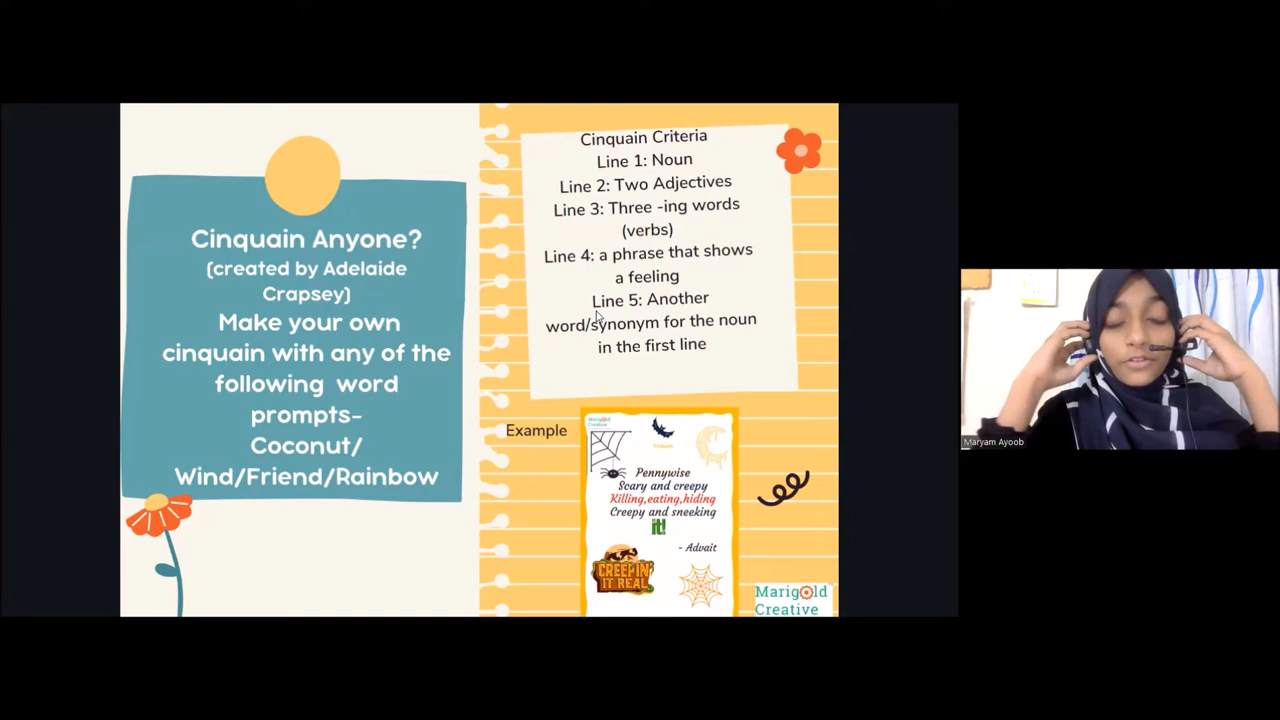 Cinquain Anyone?
(created by Adelaide
Crapsey)
Make your own
cinquain with any of the
following word
prompts-
Coconut/
Wind/Friend/Rainbow
Cinquain Criteria
Line 1: Noun
Line 2: Two Adjectives
Line 3: Three -ing words
(verbs)
Line 4: a phrase that shows
a feeling
Line 5: Another
word/synonym for the noun
in the first line
Example
Marigold
Creative
Cinquain
Pennywise
Scary and creepy
Killing,eating,hiding
Creepy and sneeking
it!
- Advait
CREEPIN'
IT REAL
Marigold
Creative
Maryam Ayoob